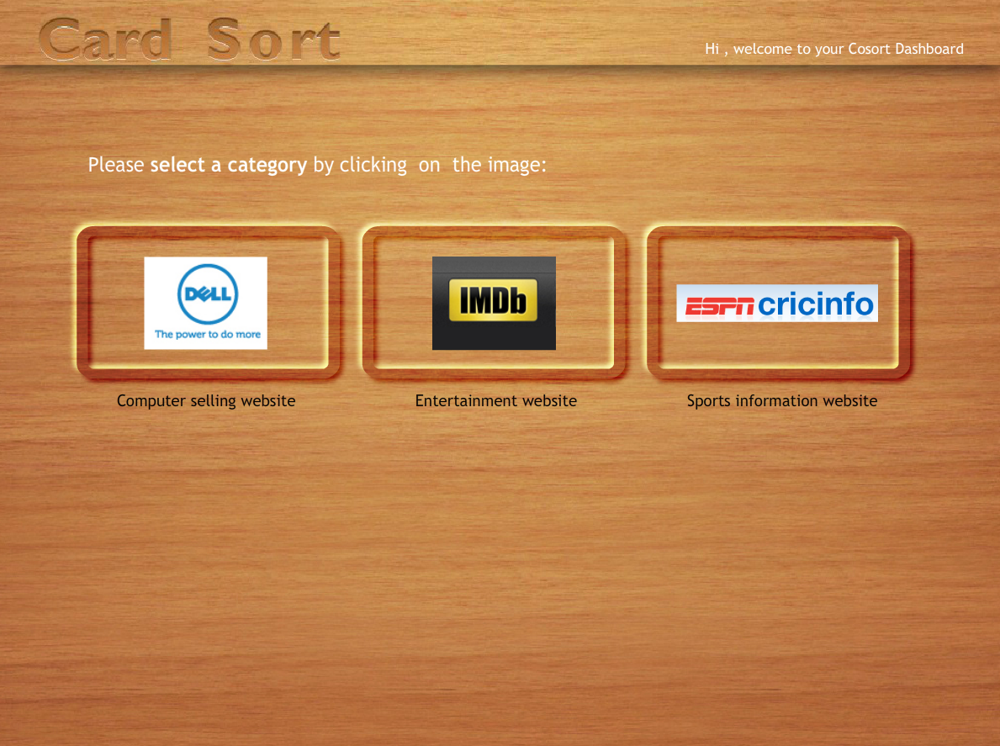 Card Sort
Hi , welcome to your Cosort Dashboard
Please select a category by clicking on the image:
DELL
The power to do more
IMDb
ESPN cricinfo
Computer selling website
Entertainment website
Sports information website